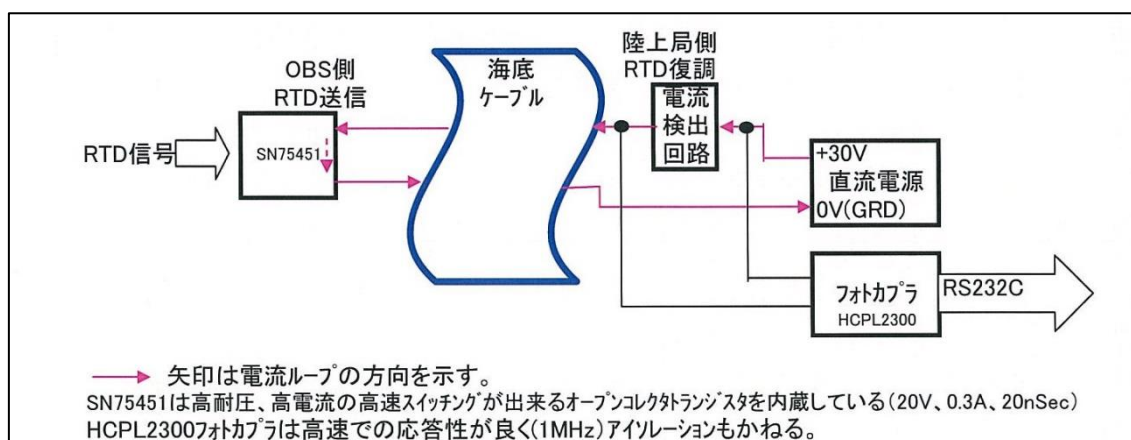 陸上局側
RTD復調
OBS側
RTD送信
海底
ケーブル
電流
検出
回路
RTD信号
SN75451
+30V
直流電源
0V(GRD)
フォトカプラ
HCPL2300
RS232C
矢印は電流ループの方向を示す。
SN75451は高耐圧、高電流の高速スイッチングが出来るオープンコレクタトランジスタを内蔵している(20V、0.3A、20nSec)
HCPL2300フォトカプラは高速での応答性が良く(1MHz)アイソレーションもかねる。